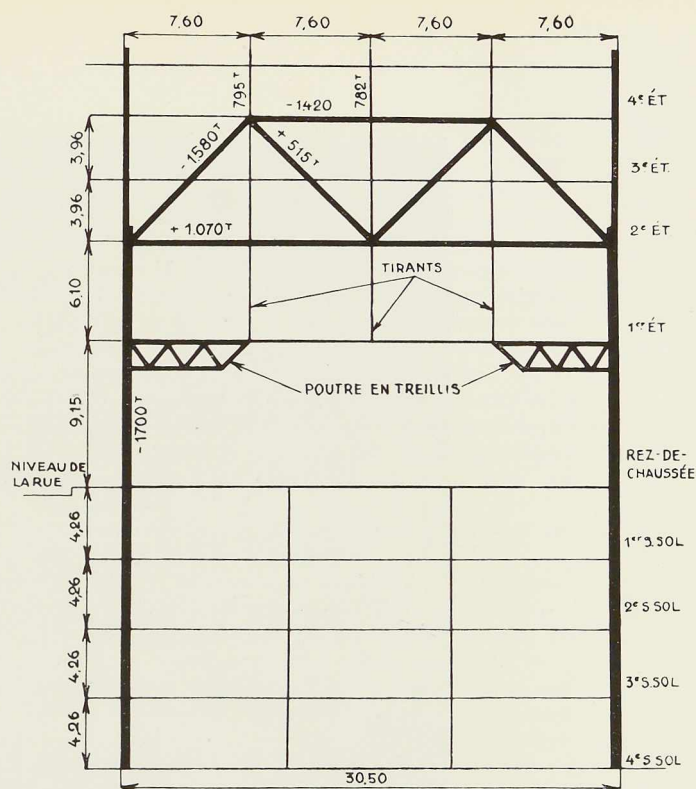 7,60
7,60
7,60
7,60
795ᵀ
782ᵀ
-1420
4ᵉ ÉT
-1.580ᵀ
+ 515ᵀ
3,96
3ᵉ ÉT.
3,96
+ 1.070ᵀ
2ᵉ ÉT
6.10
TIRANTS
1ᵉʳ ÉT
POUTRE EN TREILLIS
9,15
-1700ᵀ
NIVEAU DE
LA RUE
REZ-DE-
CHAUSSÉE
4,26
1ᵉʳ S.SOL
4,26
2ᵉ S SOL
4,26
3ᵉ S.SOL
4,26
4ᵉ S SOL
30,50